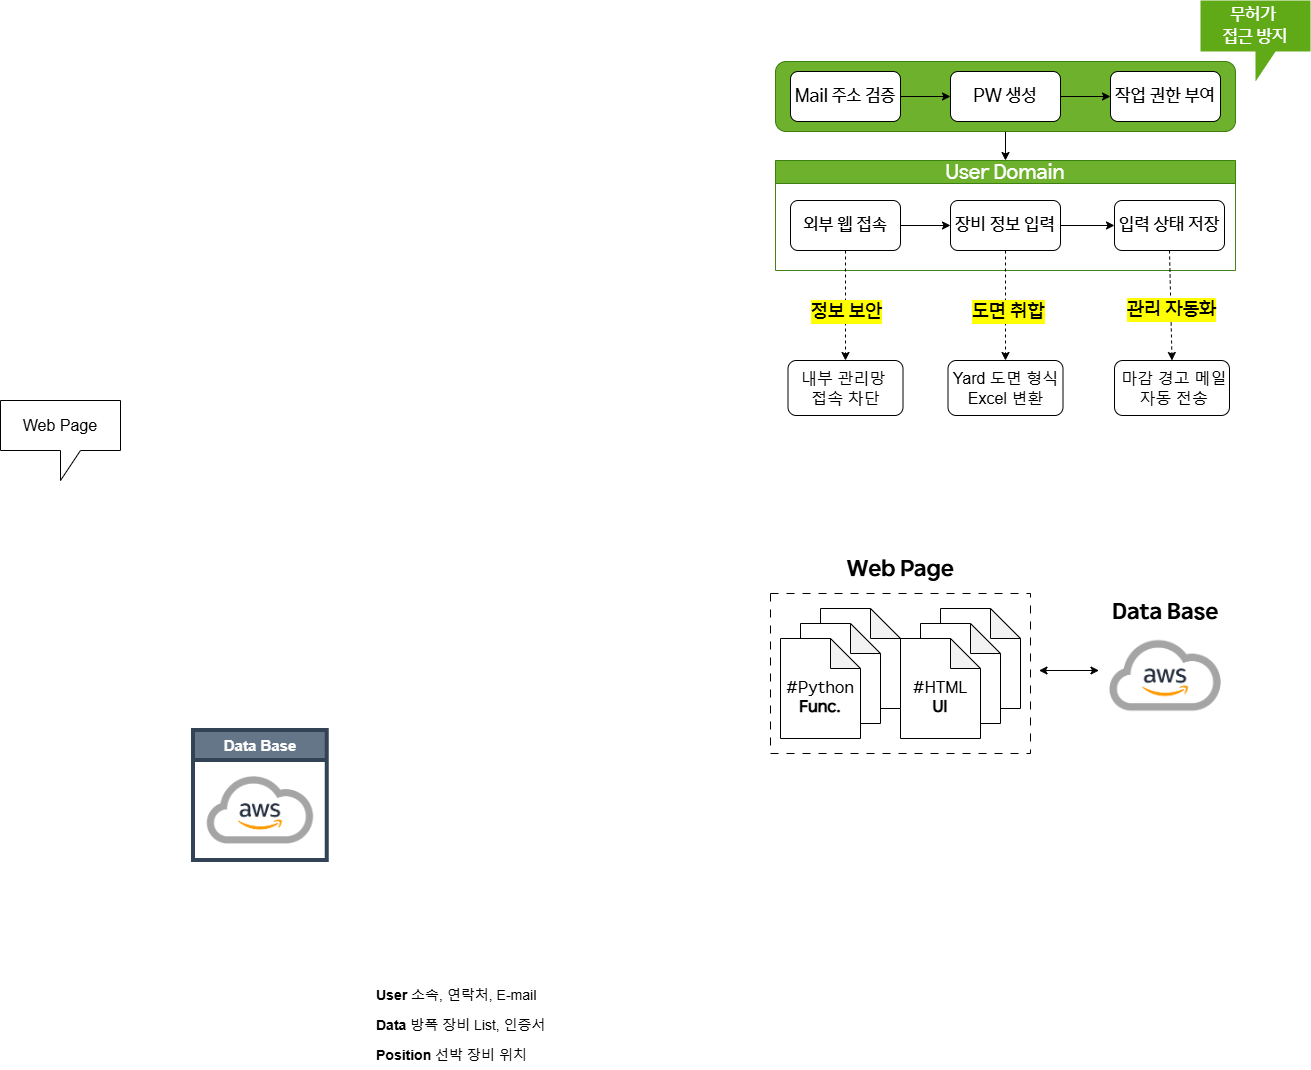 무허가
접근 방지
Mail 주소 검증
PW 생성
작업 권한 부여
User Domain
외부 웹 접속
장비 정보 입력
입력 상태 저장
정보 보안
도면 취합
관리 자동화
내부 관리망
접속 차단
Yard 도면 형식
Excel 변환
마감 경고 메일
자동 전송
Web Page
Web Page
#Python
Func.
#HTML
UI
Data Base
aws
Data Base
aws
User 소속, 연락처, E-mail
Data 방폭 장비 List, 인증서
Position 선박 장비 위치